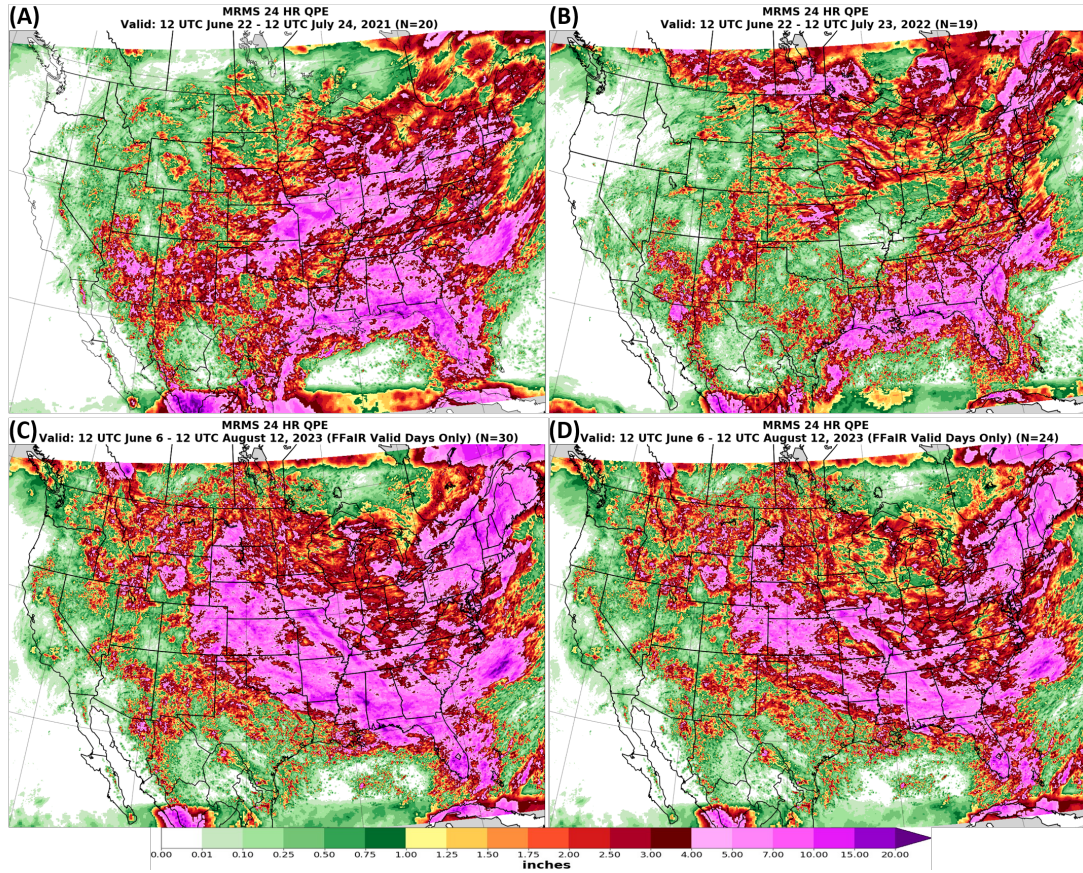 (A)
MRMS 24 HR QPE
Valid: 12 UTC June 22 - 12 UTC July 24, 2021 (N=20)
(B)
MRMS 24 HR QPE
Valid: 12 UTC June 22 - 12 UTC July 23, 2022 (N=19)
(C)
MRMS 24 HR QPE
Valid: 12 UTC June 6 - 12 UTC August 12, 2023 (FFaIR Valid Days Only) (N=30)
(D)
MRMS 24 HR QPE
Valid: 12 UTC June 6 - 12 UTC August 12, 2023 (FFaIR Valid Days Only) (N=24)
0.00 0.01 0.10 0.25 0.50 0.75 1.00 1.25 1.50 1.75 2.00 2.50 3.00 4.00 5.00 7.00 10.00 15.00 20.00
inches